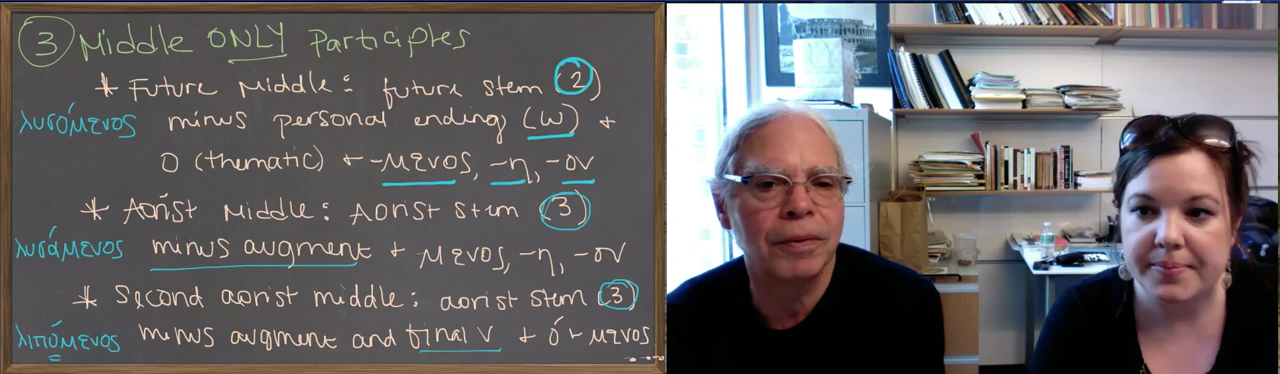 ③ Middle ONLY Participles
* Future Middle: future stem (2)
λυσόμενος minus personal ending (ω) +
ο (thematic) + -μενος, -η, -ον
* Aorist Middle: Aorist stem (3)
λυσάμενος minus augment + μενος, -η, -ον
* Second aorist middle: aorist stem (3)
λιπόμενος minus augment and final ν + ό + μενος